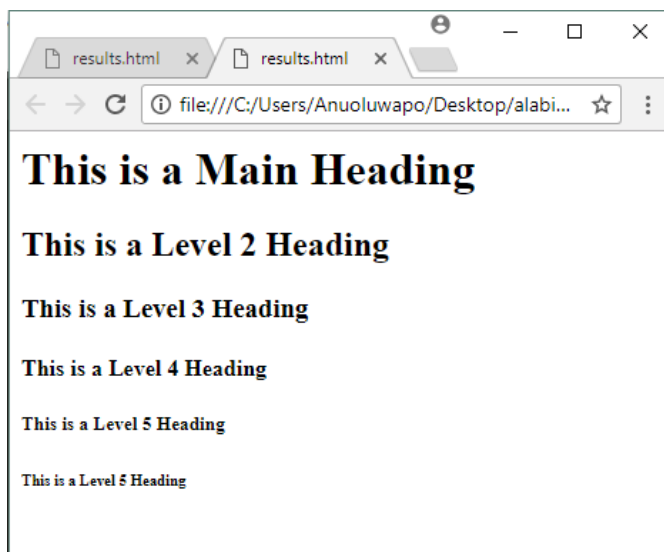 results.html results.html
file:///C:/Users/Anuoluwapo/Desktop/alabi...
This is a Main Heading
This is a Level 2 Heading
This is a Level 3 Heading
This is a Level 4 Heading
This is a Level 5 Heading
This is a Level 5 Heading